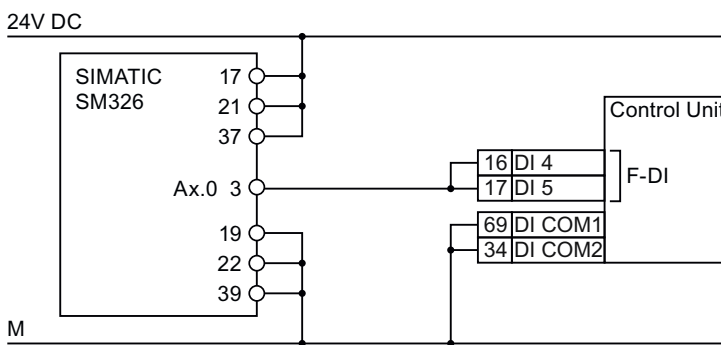 24V DC
SIMATIC
SM326
17
21
37
Ax.0 3
19
22
39
Control Unit
16 DI 4
17 DI 5
F-DI
69 DI COM1
34 DI COM2
M